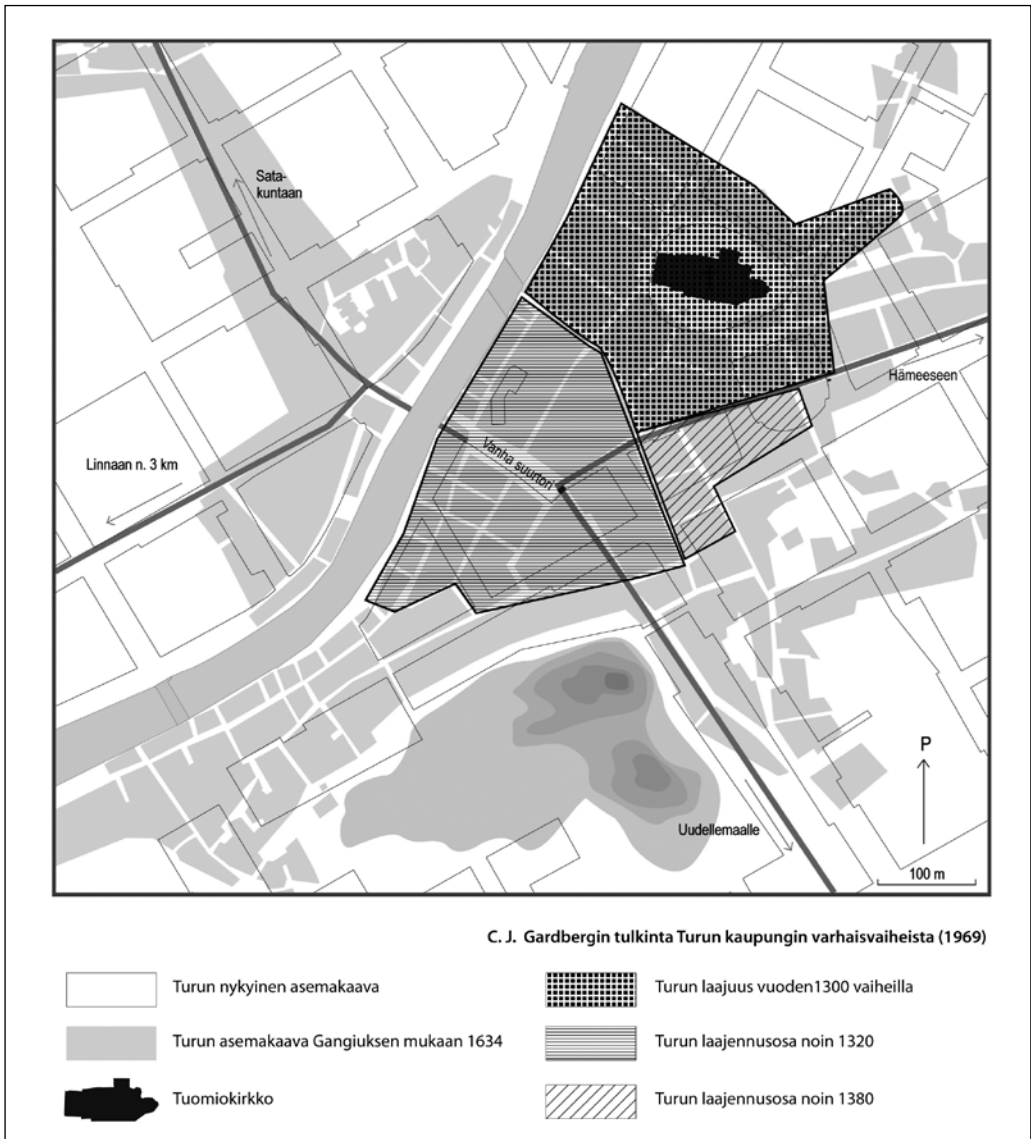 Sata-
kuntaan
Hämeeseen
Linnaan n. 3 km
Vanha suurtori
Uudellemaalle
P
100 m
C. J. Gardbergin tulkinta Turun kaupungin varhaisvaiheista (1969)
Turun nykyinen asemakaava
Turun asemakaava Gangiuksen mukaan 1634
Tuomiokirkko
Turun laajuus vuoden1300 vaiheilla
Turun laajennusosa noin 1320
Turun laajennusosa noin 1380